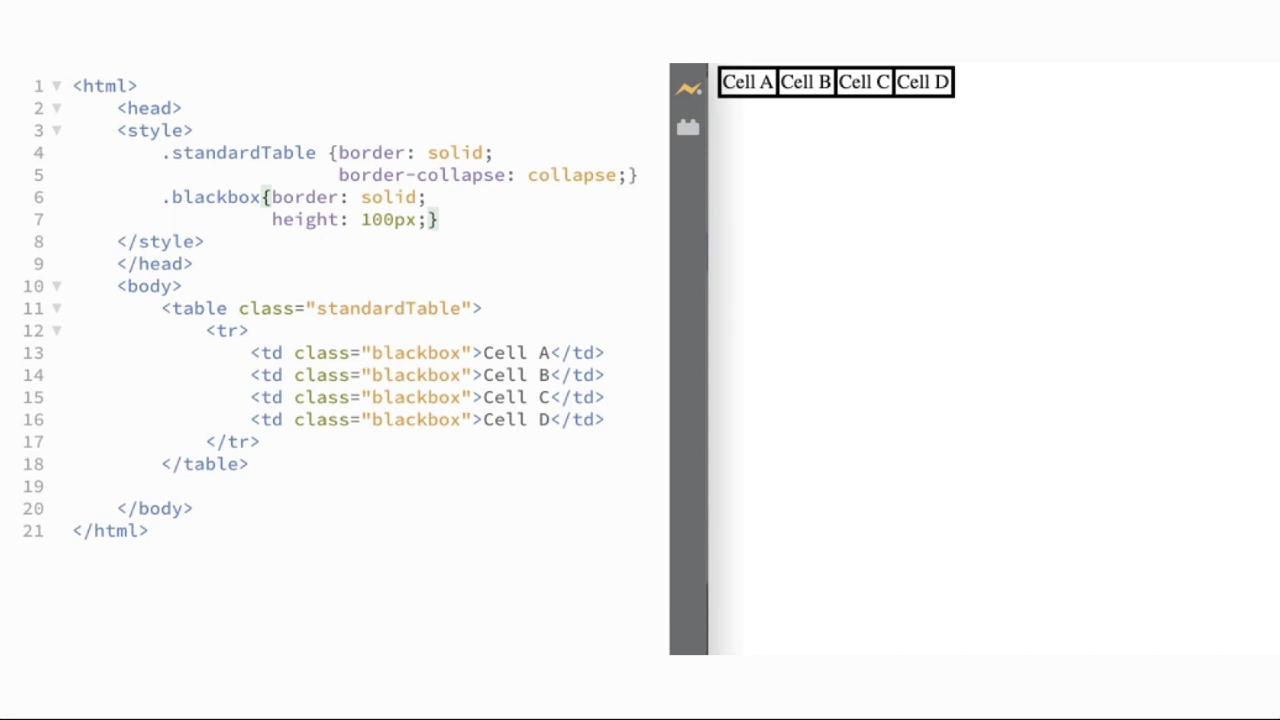 1 <html>
2 <head>
3 <style>
4 .standardTable {border: solid;
5 border-collapse: collapse;}
6 .blackbox{border: solid;
7 height: 100px;}
8 </style>
9 </head>
10 <body>
11 <table class="standardTable">
12 <tr>
13 <td class="blackbox">Cell A</td>
14 <td class="blackbox">Cell B</td>
15 <td class="blackbox">Cell C</td>
16 <td class="blackbox">Cell D</td>
17 </tr>
18 </table>
19
20 </body>
21 </html>
Cell A Cell B Cell C Cell D